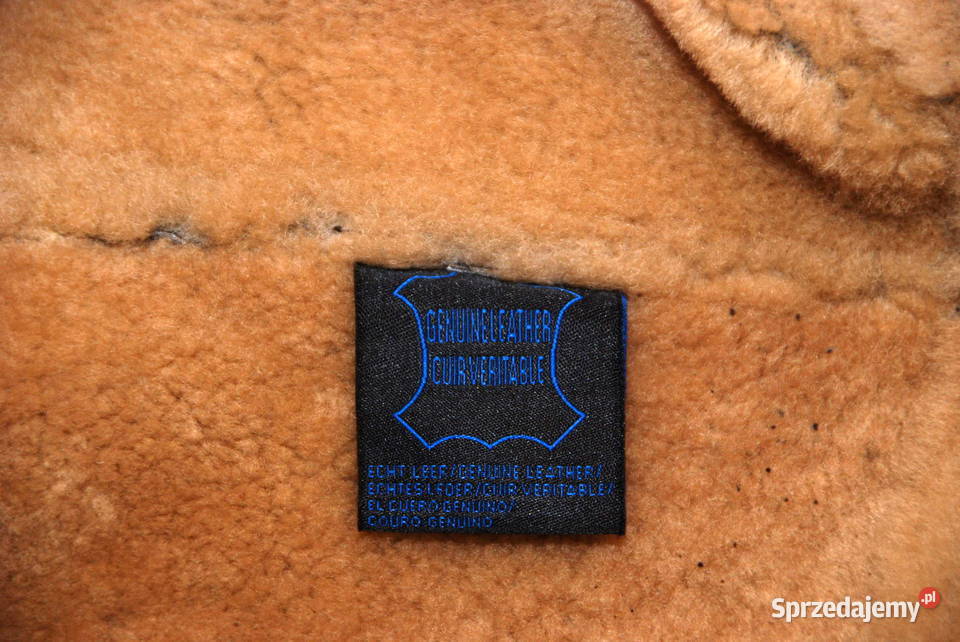 GENUINE LEATHER
CUIR VERITABLE
ECHT LEER/GENUINE LEATHER/
ECHTES LEDER/CUIR VERITABLE/
EL CUERO GENUINO/
COURO GENUINO
Sprzedajemy.pl